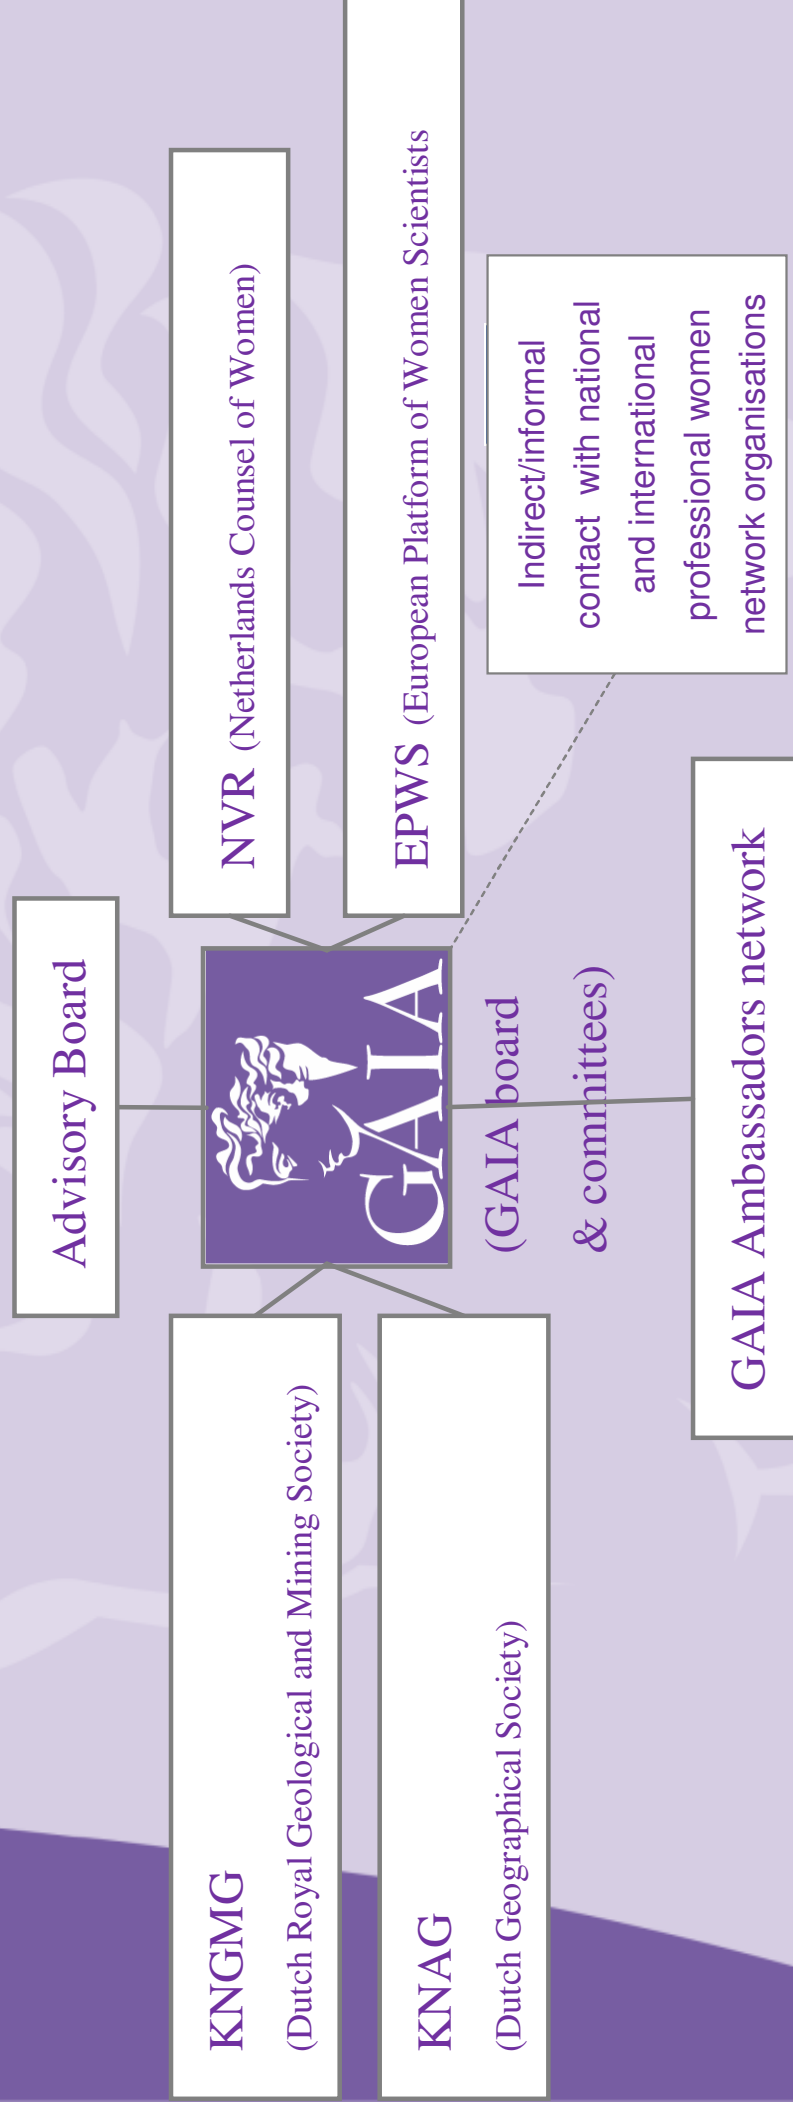 Advisory Board
KNGMG
(Dutch Royal Geological and Mining Society)
KNAG
(Dutch Geographical Society)
GAIA
(GAIA board
& committees)
NVR (Netherlands Counsel of Women)
EPWS (European Platform of Women Scientists
Indirect/informal
contact with national
and international
professional women
network organisations
GAIA Ambassadors network